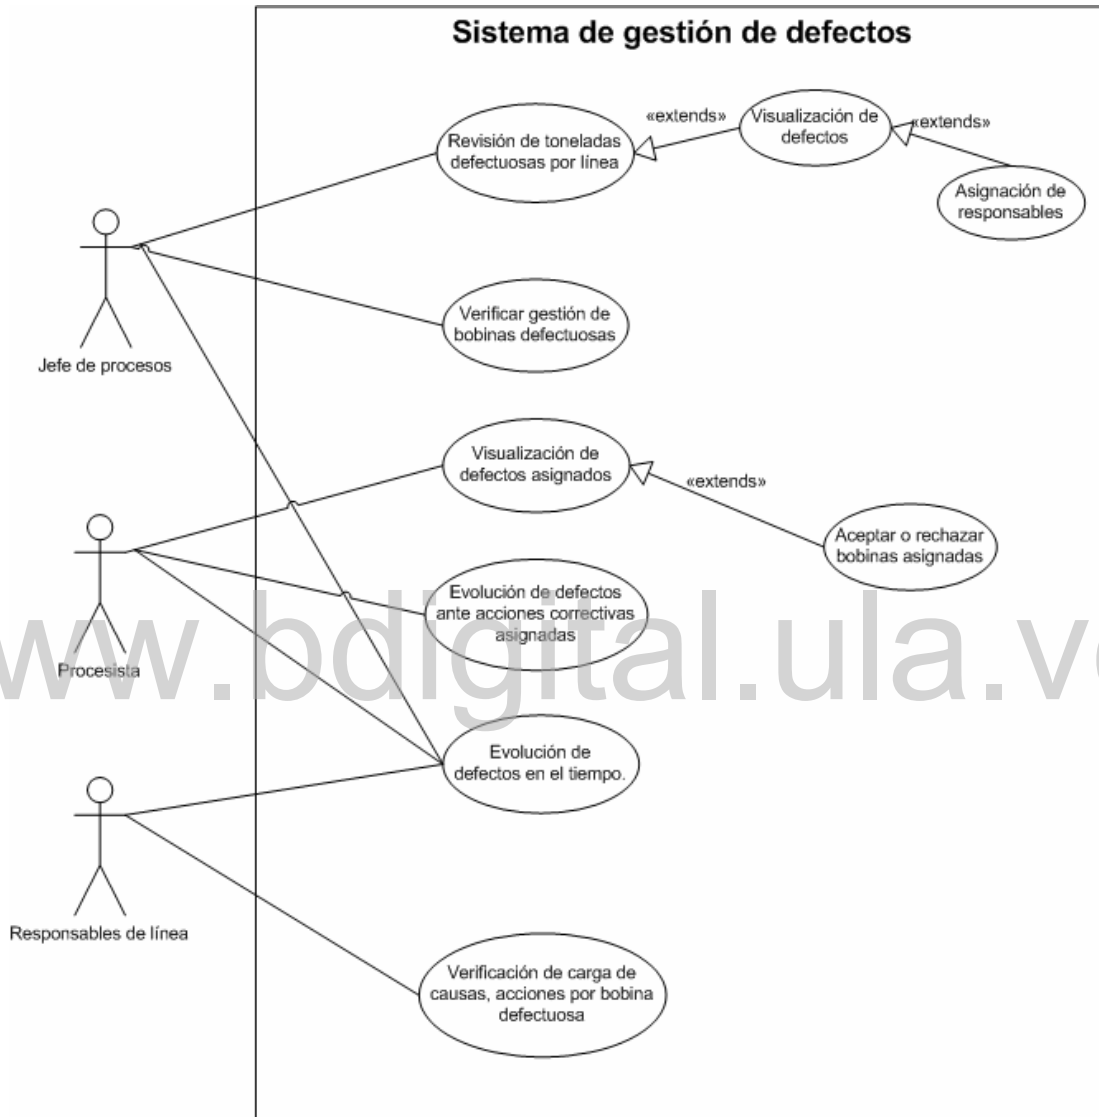 Sistema de gestión de defectos
«extends»
Visualización de
defectos
«extends»
Revisión de toneladas
defectuosas por línea
Asignación de
responsables
Verificar gestión de
bobinas defectuosas
Jefe de procesos
Visualización de
defectos asignados
«extends»
Aceptar o rechazar
bobinas asignadas
Evolución de defectos
ante acciones correctivas
asignadas
www.bdigital.ula.ve
Procesista
Evolución de
defectos en el tiempo.
Responsables de línea
Verificación de carga de
causas, acciones por bobina
defectuosa